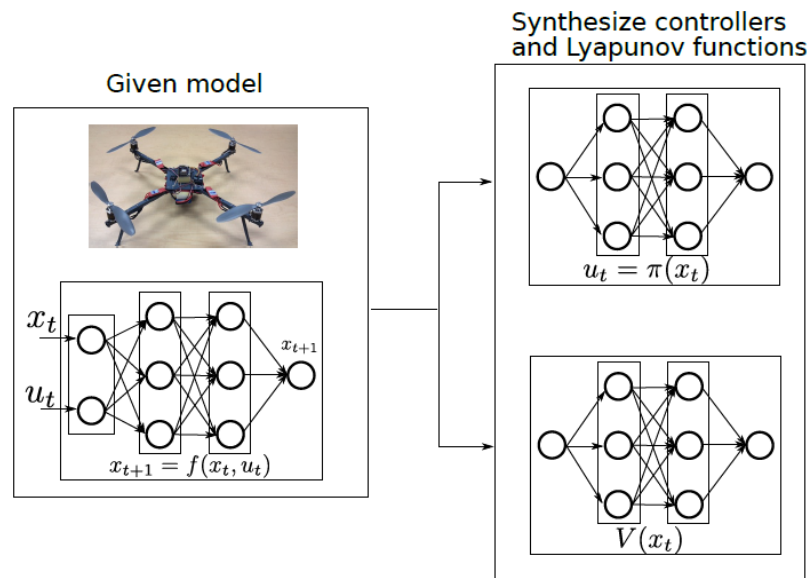 Given model
x_t
u_t
x_{t+1}
x_{t+1} = f(x_t, u_t)
Synthesize controllers
and Lyapunov functions
u_t = π(x_t)
V(x_t)